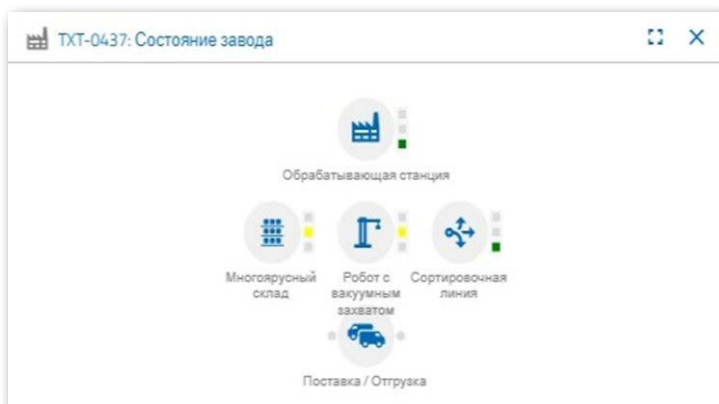 TXT-0437: Состояние завода
Обрабатывающая станция
Многоярусный склад
Робот с вакуумным захватом
Сортировочная линия
Поставка / Отгрузка